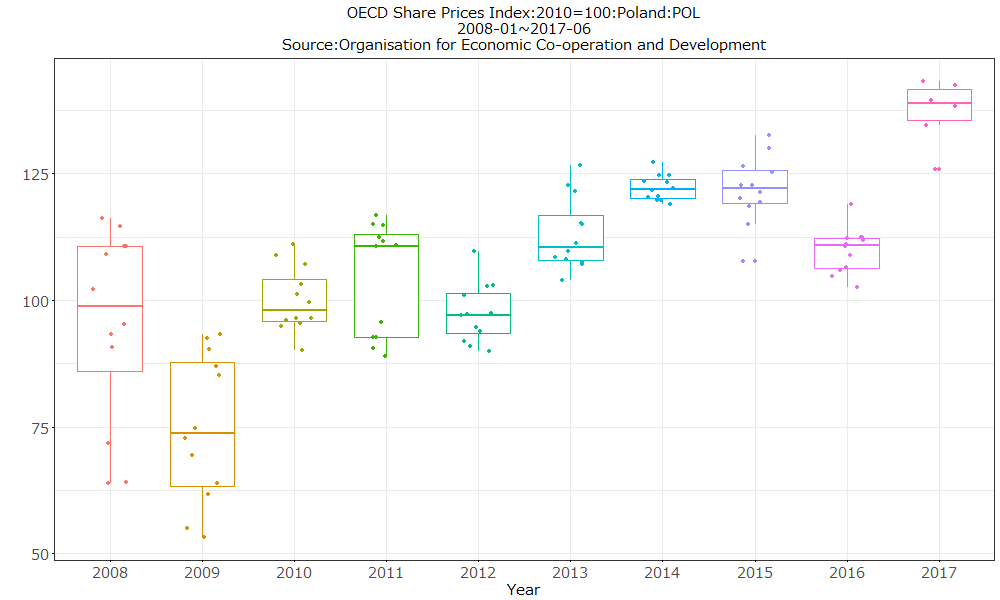 OECD Share Prices Index:2010=100:Poland:POL
2008-01~2017-06
Source:Organisation for Economic Co-operation and Development
125
100
75
50
2008 2009 2010 2011 2012 2013 2014 2015 2016 2017
Year